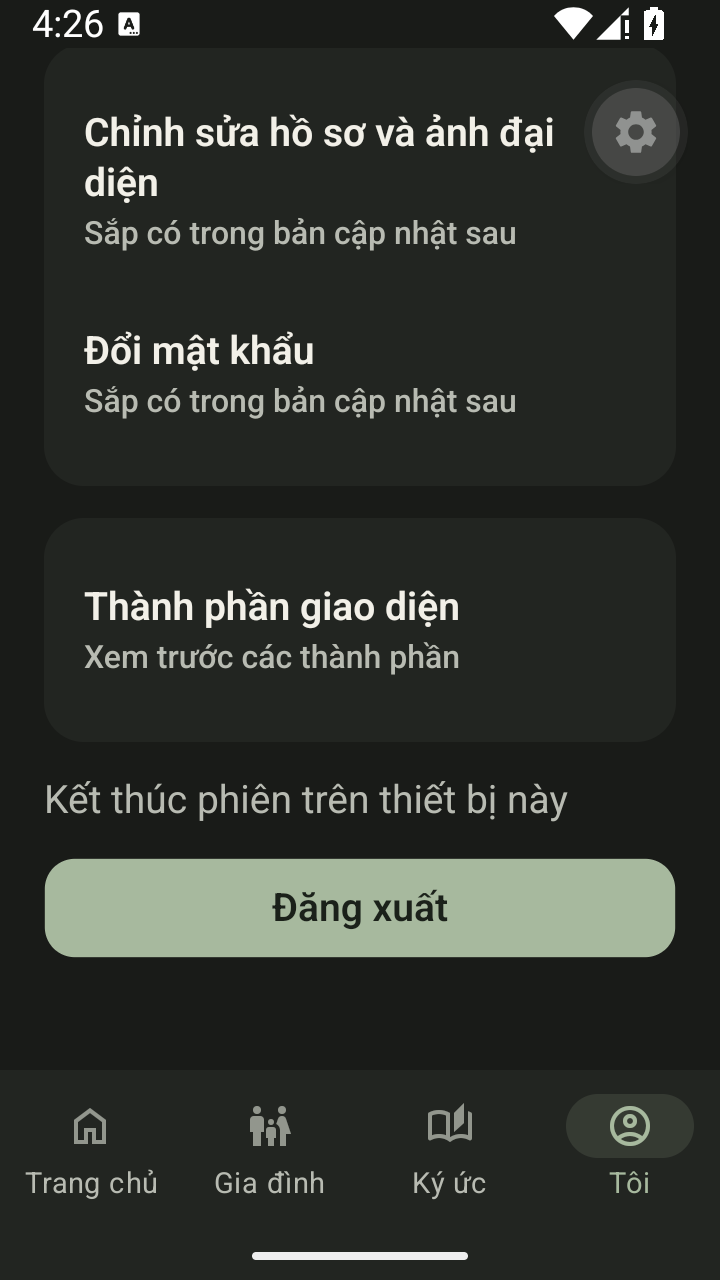 4:26
Chỉnh sửa hồ sơ và ảnh đại
diện
Sắp có trong bản cập nhật sau
Đổi mật khẩu
Sắp có trong bản cập nhật sau
Thành phần giao diện
Xem trước các thành phần
Kết thúc phiên trên thiết bị này
Đăng xuất
Trang chủ
Gia đình
Ký ức
Tôi